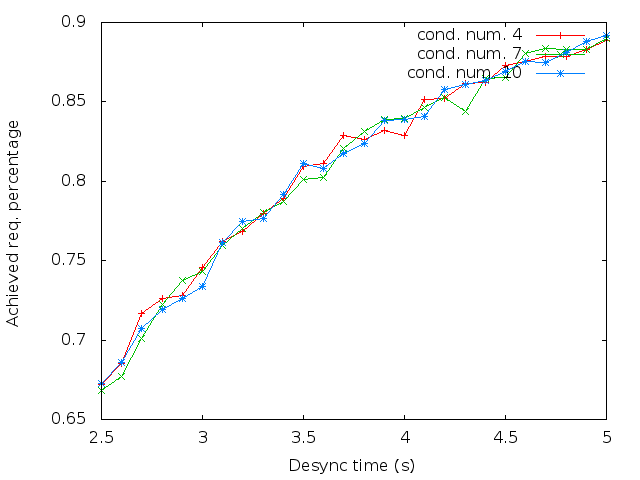 0.9
0.85
0.8
0.75
0.7
0.65
2.5 3 3.5 4 4.5 5
Desync time (s)
Achieved req. percentage
cond. num. 4
cond. num. 7
cond. num.